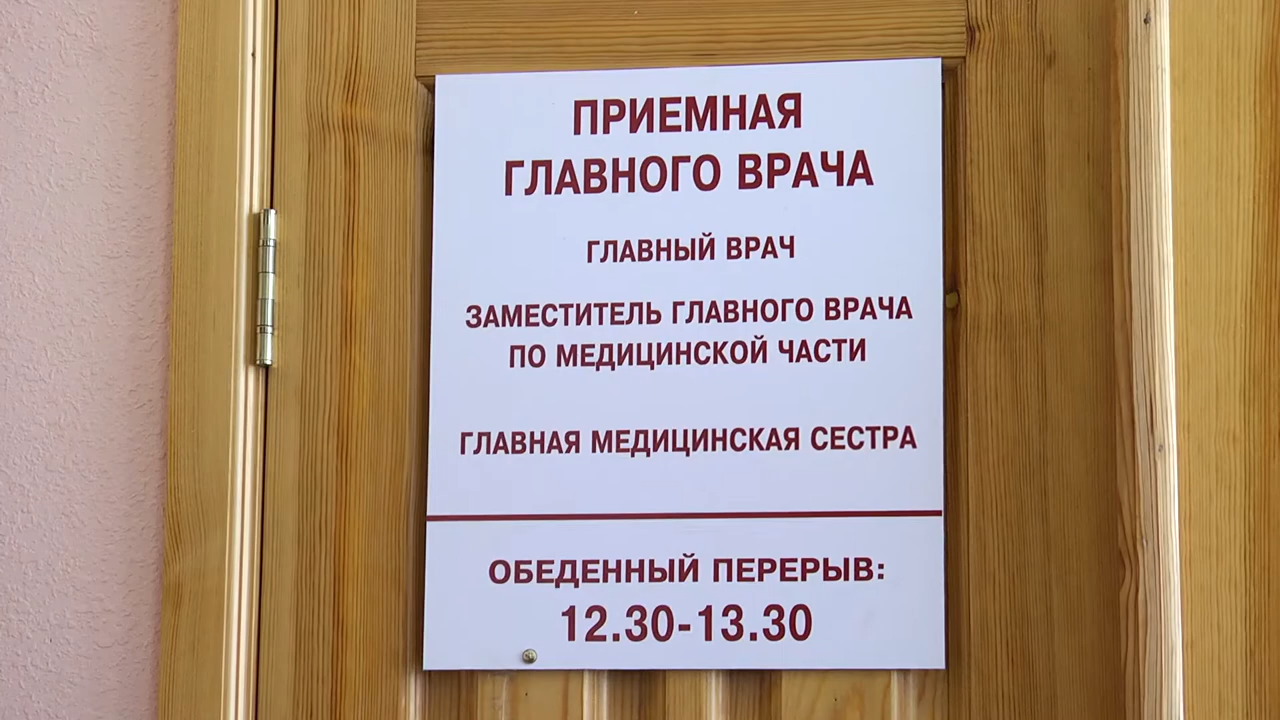 ПРИЕМНАЯ
ГЛАВНОГО ВРАЧА
ГЛАВНЫЙ ВРАЧ
ЗАМЕСТИТЕЛЬ ГЛАВНОГО ВРАЧА
ПО МЕДИЦИНСКОЙ ЧАСТИ
ГЛАВНАЯ МЕДИЦИНСКАЯ СЕСТРА
ОБЕДЕННЫЙ ПЕРЕРЫВ:
12.30-13.30